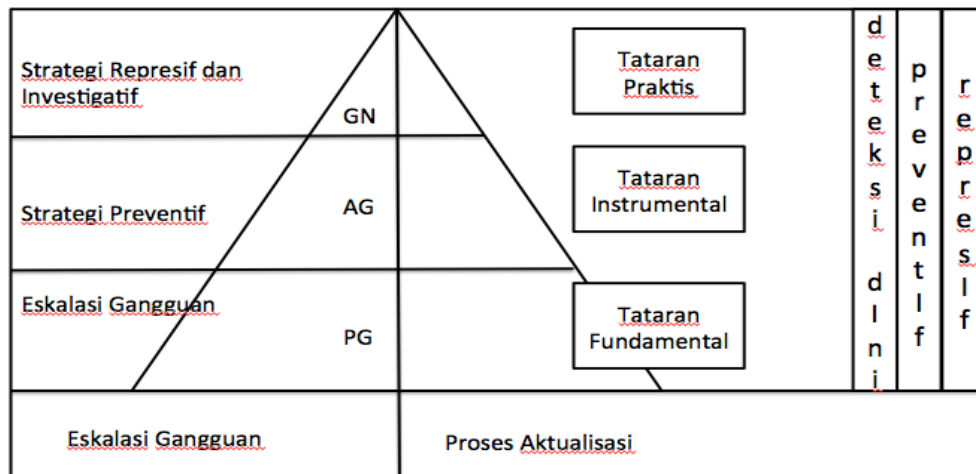 Strategi Represif dan
Investigatif
GN
Tataran
Praktis
Strategi Preventif
AG
Tataran
Instrumental
Eskalasi Gangguan
PG
Tataran
Fundamental
deteksi dIni
preventIf
represIf
Eskalasi Gangguan
Proses Aktualisasi